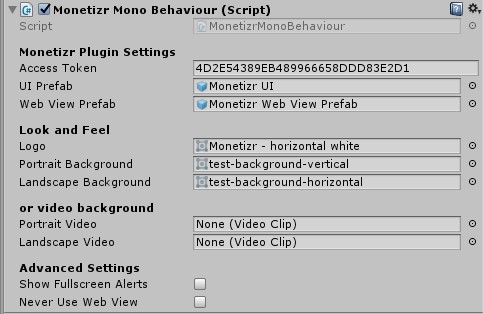 Monetizr Mono Behaviour (Script)
Script MonetizrMonoBehaviour
Monetizr Plugin Settings
Access Token 4D2E54389EB489966658DDD83E2D1
UI Prefab Monetizr UI
Web View Prefab Monetizr Web View Prefab
Look and Feel
Logo Monetizr - horizontal white
Portrait Background test-background-vertical
Landscape Background test-background-horizontal
or video background
Portrait Video None (Video Clip)
Landscape Video None (Video Clip)
Advanced Settings
Show Fullscreen Alerts
Never Use Web View